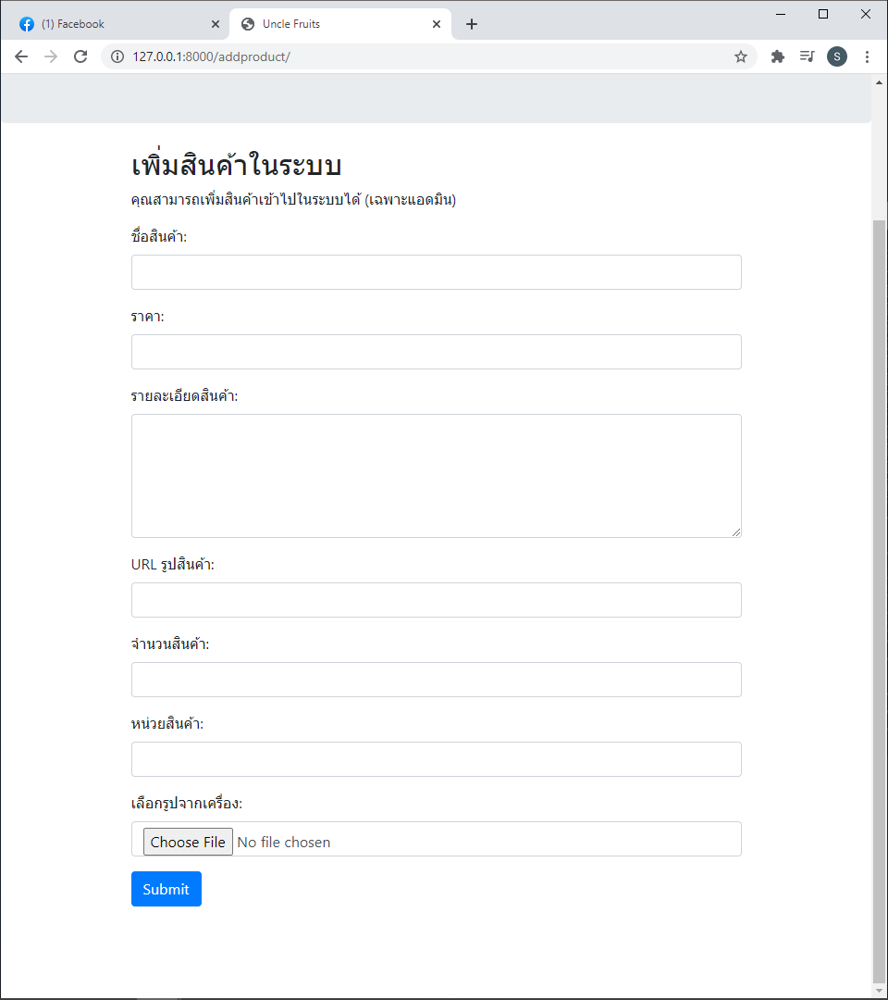 (1) Facebook
Uncle Fruits
127.0.0.1:8000/addproduct/
S
เพิ่มสินค้าในระบบ
คุณสามารถเพิ่มสินค้าเข้าไปในระบบได้ (เฉพาะแอดมิน)
ชื่อสินค้า:
ราคา:
รายละเอียดสินค้า:
URL รูปสินค้า:
จำนวนสินค้า:
หน่วยสินค้า:
เลือกรูปจากเครื่อง:
Choose File No file chosen
Submit